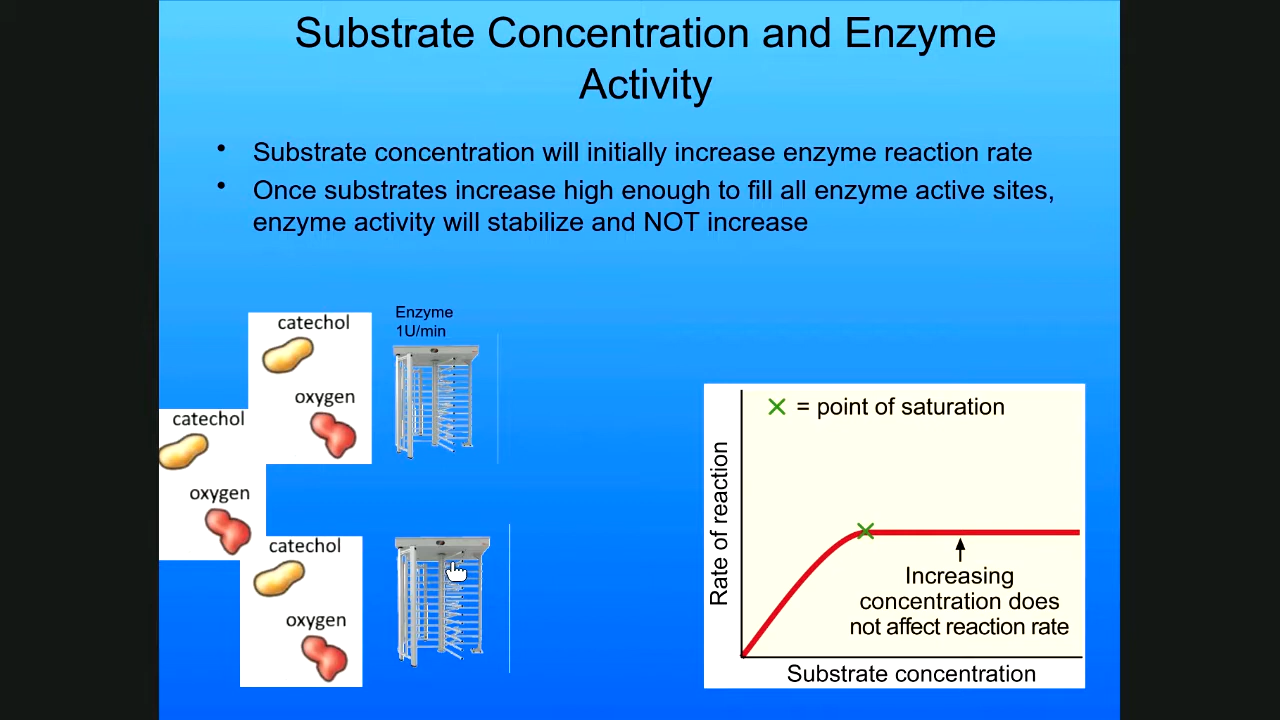 Substrate Concentration and Enzyme
Activity
• Substrate concentration will initially increase enzyme reaction rate
• Once substrates increase high enough to fill all enzyme active sites,
enzyme activity will stabilize and NOT increase
Enzyme
1U/min
catechol
oxygen
catechol
oxygen
catechol
oxygen
× = point of saturation
Rate of reaction
Increasing
concentration does
not affect reaction rate
Substrate concentration